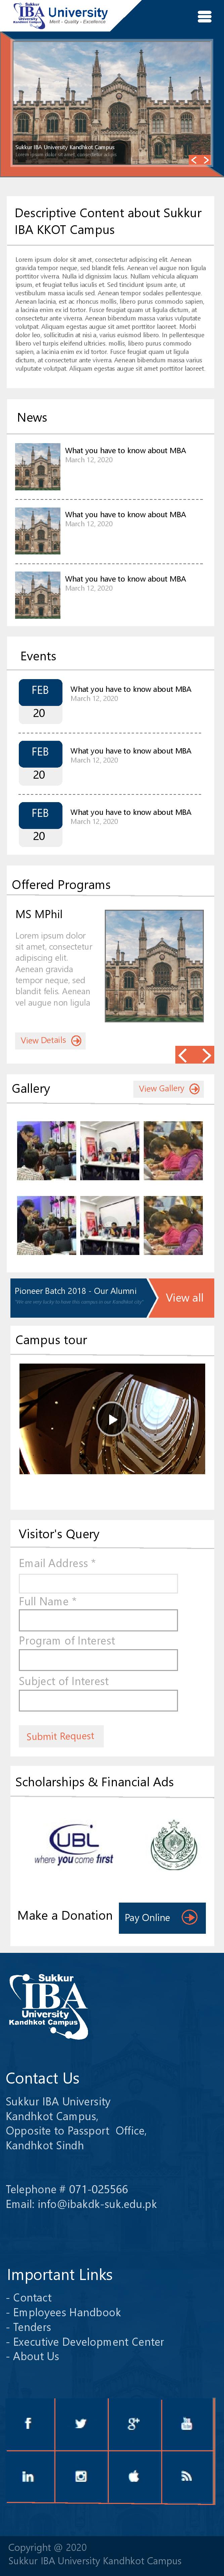 Sukkur
IBA University
Merit - Quality - Excellence
Sukkur IBA University Kandhkot Campus
Lorem ipsum dolor sit amet, consectetur adipis
Descriptive Content about Sukkur
IBA KKOT Campus
Lorem ipsum dolor sit amet, consectetur adipiscing elit. Aenean
gravida tempor neque, sed blandit felis. Aenean vel augue non ligula
porttitor viverra. Nulla id dignissim lacus. Nullam vehicula aliquam
ipsum, et feugiat tellus iaculis et. Sed tincidunt ipsum ante, ut
vestibulum massa iaculis sed. Aenean tempor sodales pellentesque.
Aenean lacinia, est ac rhoncus mollis, libero purus commodo sapien,
a lacinia enim ex id tortor. Fusce feugiat quam ut ligula dictum, at
consectetur ante viverra. Aenean bibendum massa varius vulputate
volutpat. Aliquam egestas augue sit amet porttitor laoreet. Morbi
dolor leo, sollicitudin at nisi a, varius euismod libero. In pellentesque
libero vel turpis eleifend ultricies. mollis, libero purus commodo
sapien, a lacinia enim ex id tortor. Fusce feugiat quam ut ligula
dictum, at consectetur ante viverra. Aenean bibendum massa varius
vulputate volutpat. Aliquam egestas augue sit amet porttitor laoreet.
News
What you have to know about MBA
March 12, 2020
What you have to know about MBA
March 12, 2020
What you have to know about MBA
March 12, 2020
Events
FEB
20
What you have to know about MBA
March 12, 2020
FEB
20
What you have to know about MBA
March 12, 2020
FEB
20
What you have to know about MBA
March 12, 2020
Offered Programs
MS MPhil
Lorem ipsum dolor
sit amet, consectetur
adipiscing elit.
Aenean gravida
tempor neque, sed
blandit felis. Aenean
vel augue non ligula
View Details
Gallery
View Gallery
Pioneer Batch 2018 - Our Alumni
"We are very lucky to have this campus in our Kandhkot city"
View all
Campus tour
Visitor's Query
Email Address *
Full Name *
Program of Interest
Subject of Interest
Submit Request
Scholarships & Financial Ads
UBL
where you come first
Make a Donation
Pay Online
Sukkur
IBA
University
Kandhkot Campus
Contact Us
Sukkur IBA University
Kandhkot Campus,
Opposite to Passport Office,
Kandhkot Sindh
Telephone # 071-025566
Email: info@ibakdk-suk.edu.pk
Important Links
- Contact
- Employees Handbook
- Tenders
- Executive Development Center
- About Us
Copyright @ 2020
Sukkur IBA University Kandhkot Campus